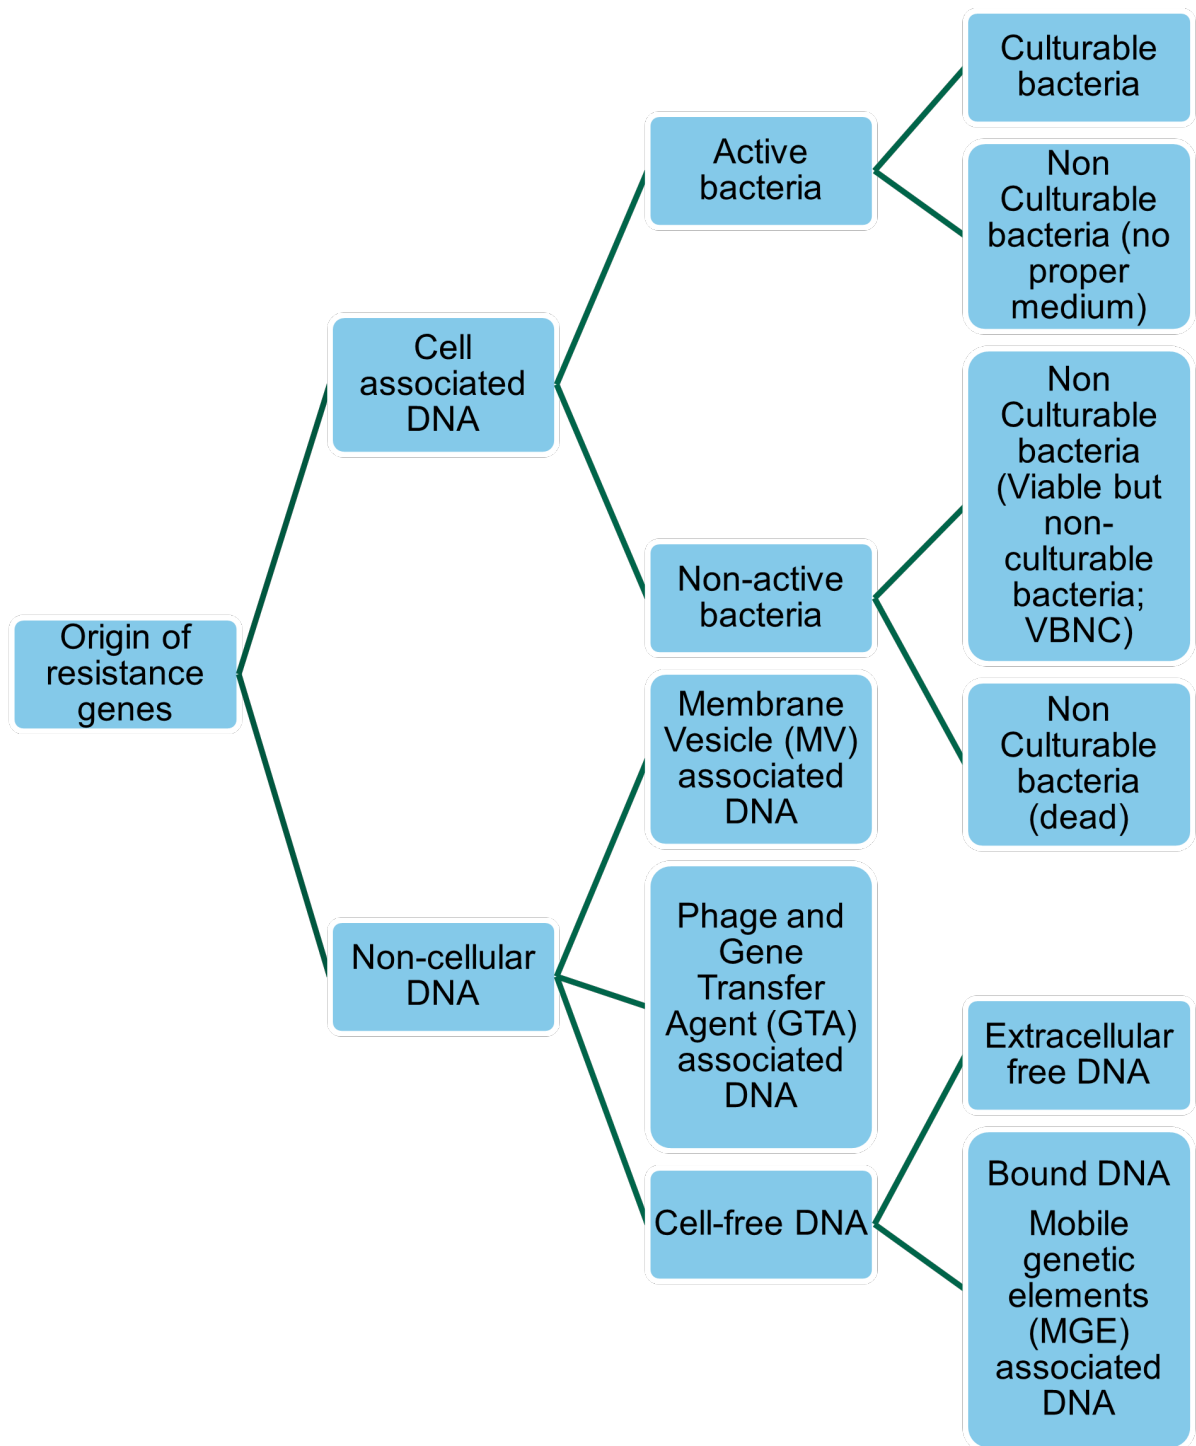 Origin of
resistance
genes
Cell
associated
DNA
Non-cellular
DNA
Active
bacteria
Non-active
bacteria
Membrane
Vesicle (MV)
associated
DNA
Phage and
Gene
Transfer
Agent (GTA)
associated
DNA
Cell-free DNA
Culturable
bacteria
Non
Culturable
bacteria (no
proper
medium)
Non
Culturable
bacteria
(Viable but
non-
culturable
bacteria;
VBNC)
Non
Culturable
bacteria
(dead)
Extracellular
free DNA
Bound DNA
Mobile
genetic
elements
(MGE)
associated
DNA